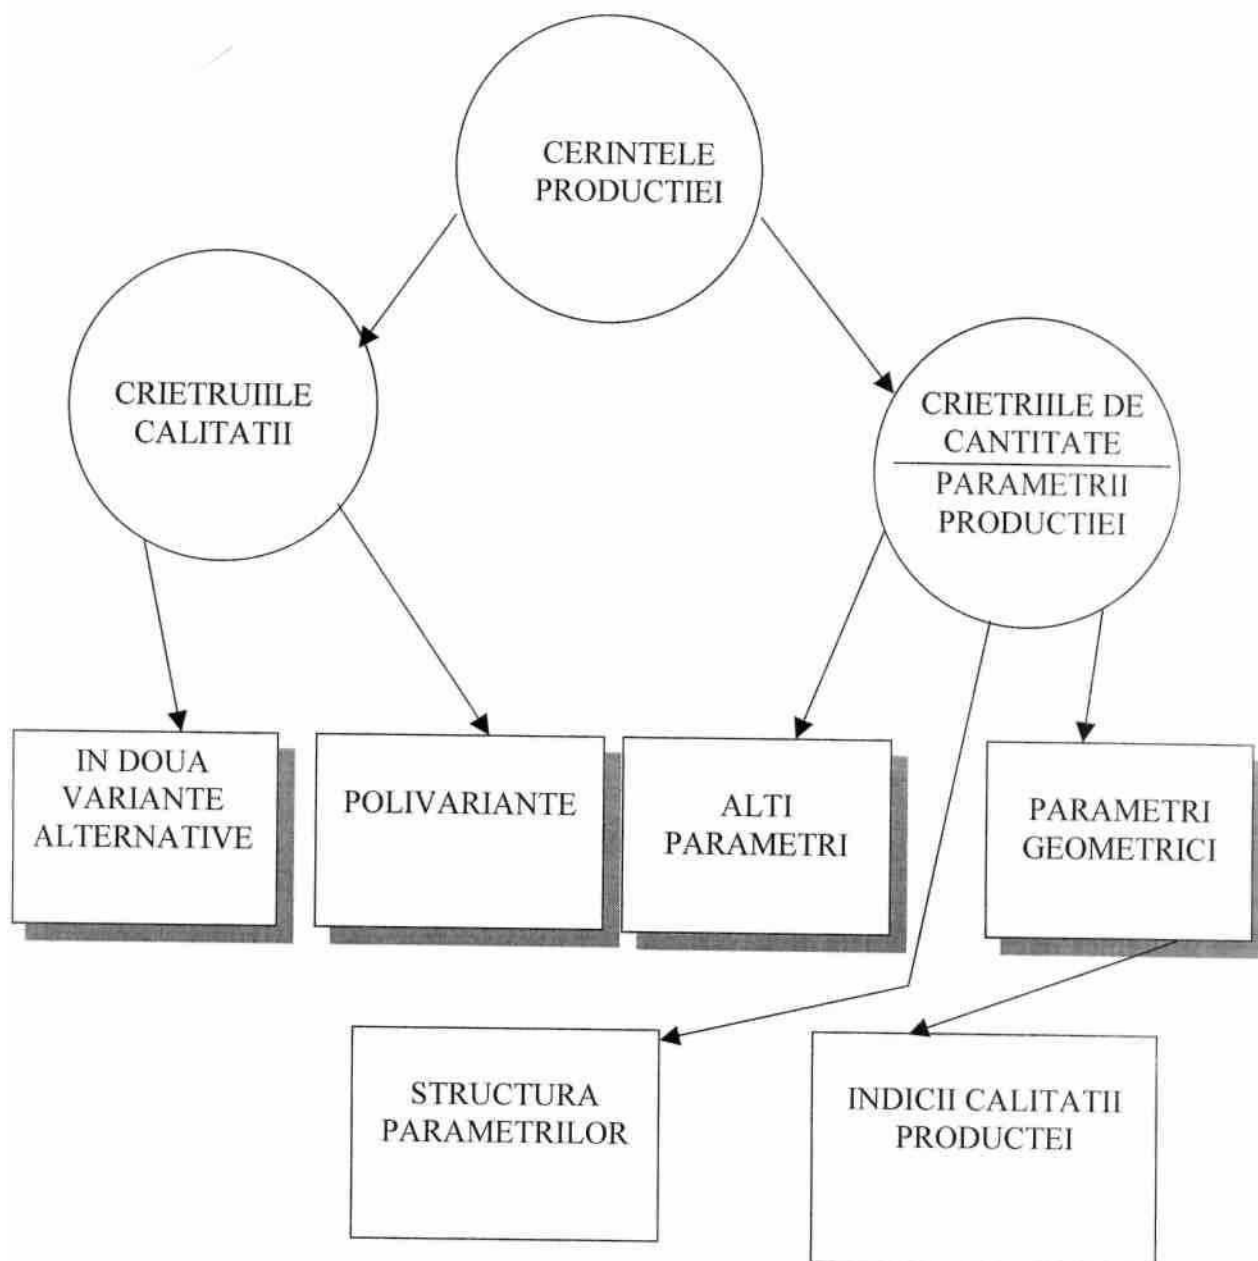 CERINTELE
PRODUCTIEI
CRIETRUIILE
CALITATII
CRIETRIILE DE
CANTITATE
PARAMETRII
PRODUCTIEI
IN DOUA
VARIANTE
ALTERNATIVE
POLIVARIANTE
ALTI
PARAMETRI
PARAMETRI
GEOMETRICI
STRUCTURA
PARAMETRILOR
INDICII CALITATII
PRODUCTEI